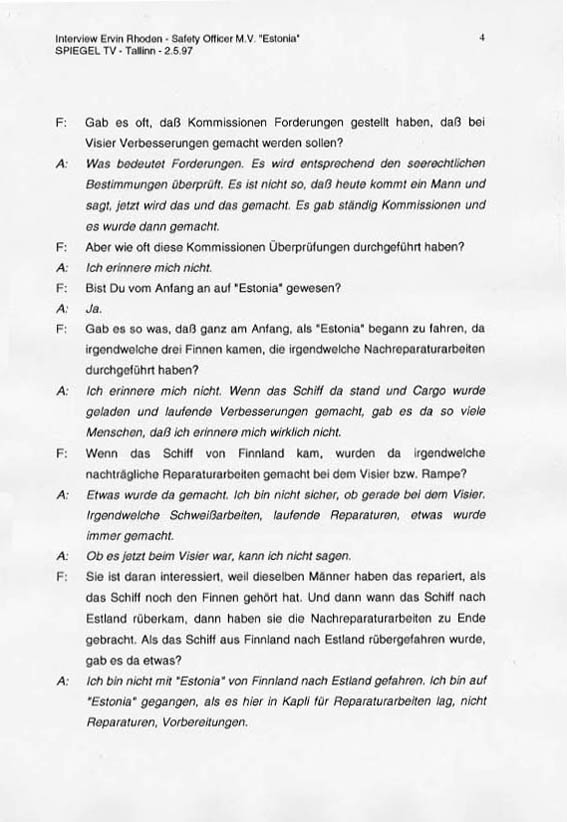 Interview Ervin Rhoden - Safety Officer M.V. "Estonia" 4
SPIEGEL TV - Tallinn - 2.5.97
F: Gab es oft, daß Kommissionen Forderungen gestellt haben, daß bei
Visier Verbesserungen gemacht werden sollen?
A: Was bedeutet Forderungen. Es wird entsprechend den seerechtlichen
Bestimmungen überprüft. Es ist nicht so, daß heute kommt ein Mann und
sagt, jetzt wird das und das gemacht. Es gab ständig Kommissionen und
es wurde dann gemacht.
F: Aber wie oft diese Kommissionen Überprüfungen durchgeführt haben?
A: Ich erinnere mich nicht.
F: Bist Du vom Anfang an auf "Estonia" gewesen?
A: Ja.
F: Gab es so was, daß ganz am Anfang, als "Estonia" begann zu fahren, da
irgendwelche drei Finnen kamen, die irgendwelche Nachreparaturarbeiten
durchgeführt haben?
A: Ich erinnere mich nicht. Wenn das Schiff da stand und Cargo wurde
geladen und laufende Verbesserungen gemacht, gab es da so viele
Menschen, daß ich erinnere mich wirklich nicht.
F: Wenn das Schiff von Finnland kam, wurden da irgendwelche
nachträgliche Reparaturarbeiten gemacht bei dem Visier bzw. Rampe?
A: Etwas wurde da gemacht. Ich bin nicht sicher, ob gerade bei dem Visier.
Irgendwelche Schweißarbeiten, laufende Reparaturen, etwas wurde
immer gemacht.
A: Ob es jetzt beim Visier war, kann ich nicht sagen.
F: Sie ist daran interessiert, weil dieselben Männer haben das repariert, als
das Schiff noch den Finnen gehört hat. Und dann wann das Schiff nach
Estland rüberkam, dann haben sie die Nachreparaturarbeiten zu Ende
gebracht. Als das Schiff aus Finnland nach Estland rübergefahren wurde,
gab es da etwas?
A: Ich bin nicht mit "Estonia" von Finnland nach Estland gefahren. Ich bin auf
"Estonia" gegangen, als es hier in Kapli für Reparaturarbeiten lag, nicht
Reparaturen, Vorbereitungen.